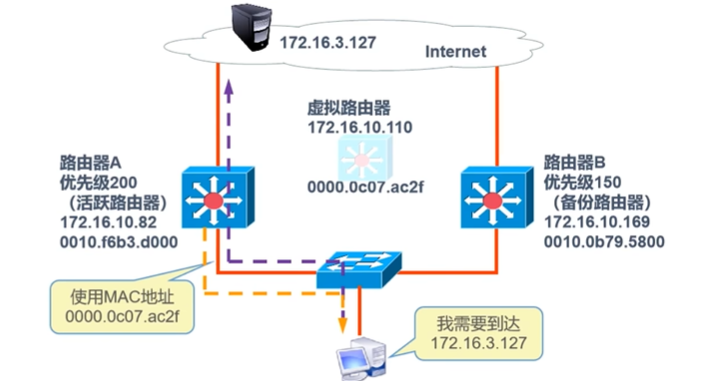 172.16.3.127
Internet
虚拟路由器
172.16.10.110
0000.0c07.ac2f
路由器A
优先级200
（活跃路由器）
172.16.10.82
0010.f6b3.d000
路由器B
优先级150
（备份路由器）
172.16.10.169
0010.0b79.5800
使用MAC地址
0000.0c07.ac2f
我需要到达
172.16.3.127